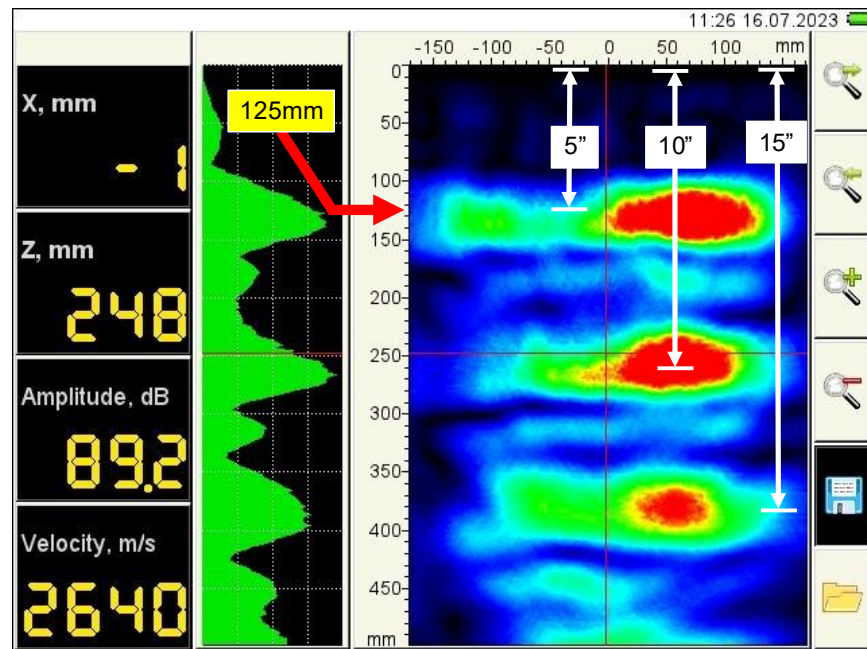 11:26 16.07.2023
X, mm
- 1
Z, mm
248
Amplitude, dB
89.2
Velocity, m/s
2640
125mm
-150 -100 -50 0 50 100 mm
0
50
100
150
200
250
300
350
400
450
mm
5”
10”
15”